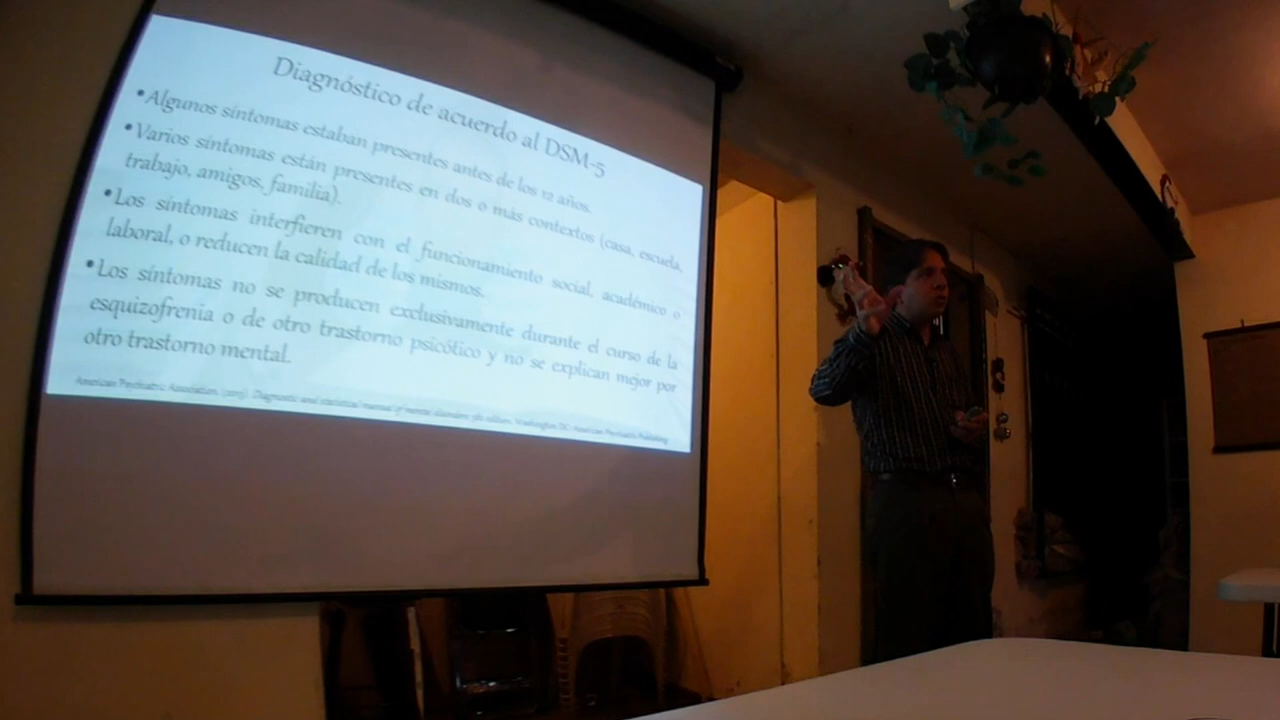 Diagnóstico de acuerdo al DSM-5
•Algunos síntomas estaban presentes antes de los 12 años.
•Varios síntomas están presentes en dos o más contextos (casa, escuela,
trabajo, amigos, familia).
•Los síntomas interfieren con el funcionamiento social, académico o
laboral, o reducen la calidad de los mismos.
•Los síntomas no se producen exclusivamente durante el curso de la
esquizofrenia o de otro trastorno psicótico y no se explican mejor por
otro trastorno mental.
American Psychiatric Association. (2013). Diagnostic and statistical manual of mental disorders: 5th edition. Washington DC: American Psychiatric Publishing